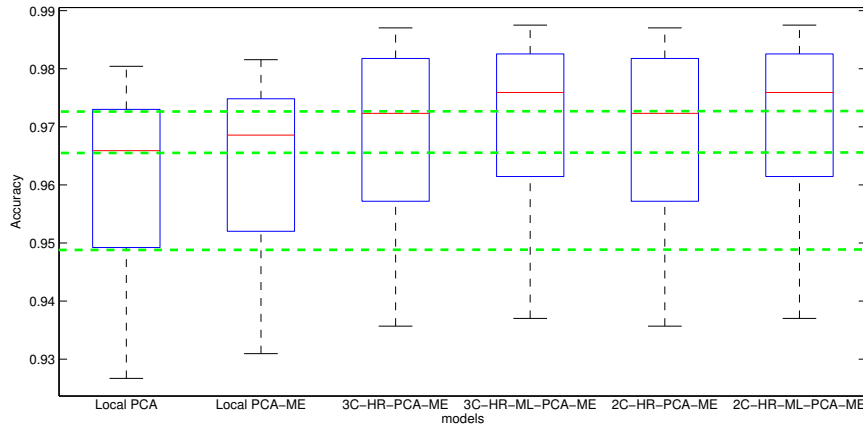 0.99
0.98
0.97
0.96
0.95
0.94
0.93
Accuracy
Local PCA
Local PCA−ME
3C−HR−PCA−ME
3C−HR−ML−PCA−ME
2C−HR−PCA−ME
2C−HR−ML−PCA−ME
models